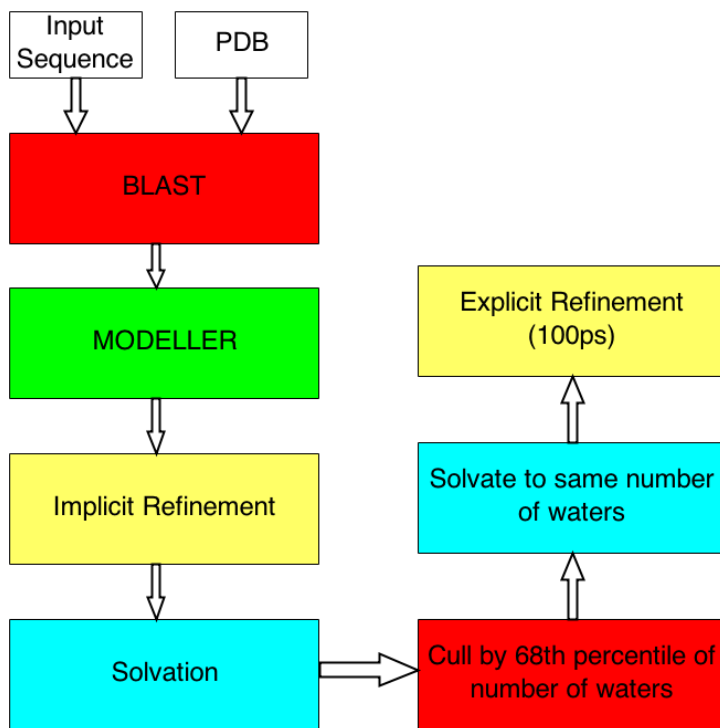 Input
Sequence
PDB
BLAST
MODELLER
Implicit Refinement
Solvation
Cull by 68th percentile of
number of waters
Solvate to same number
of waters
Explicit Refinement
(100ps)